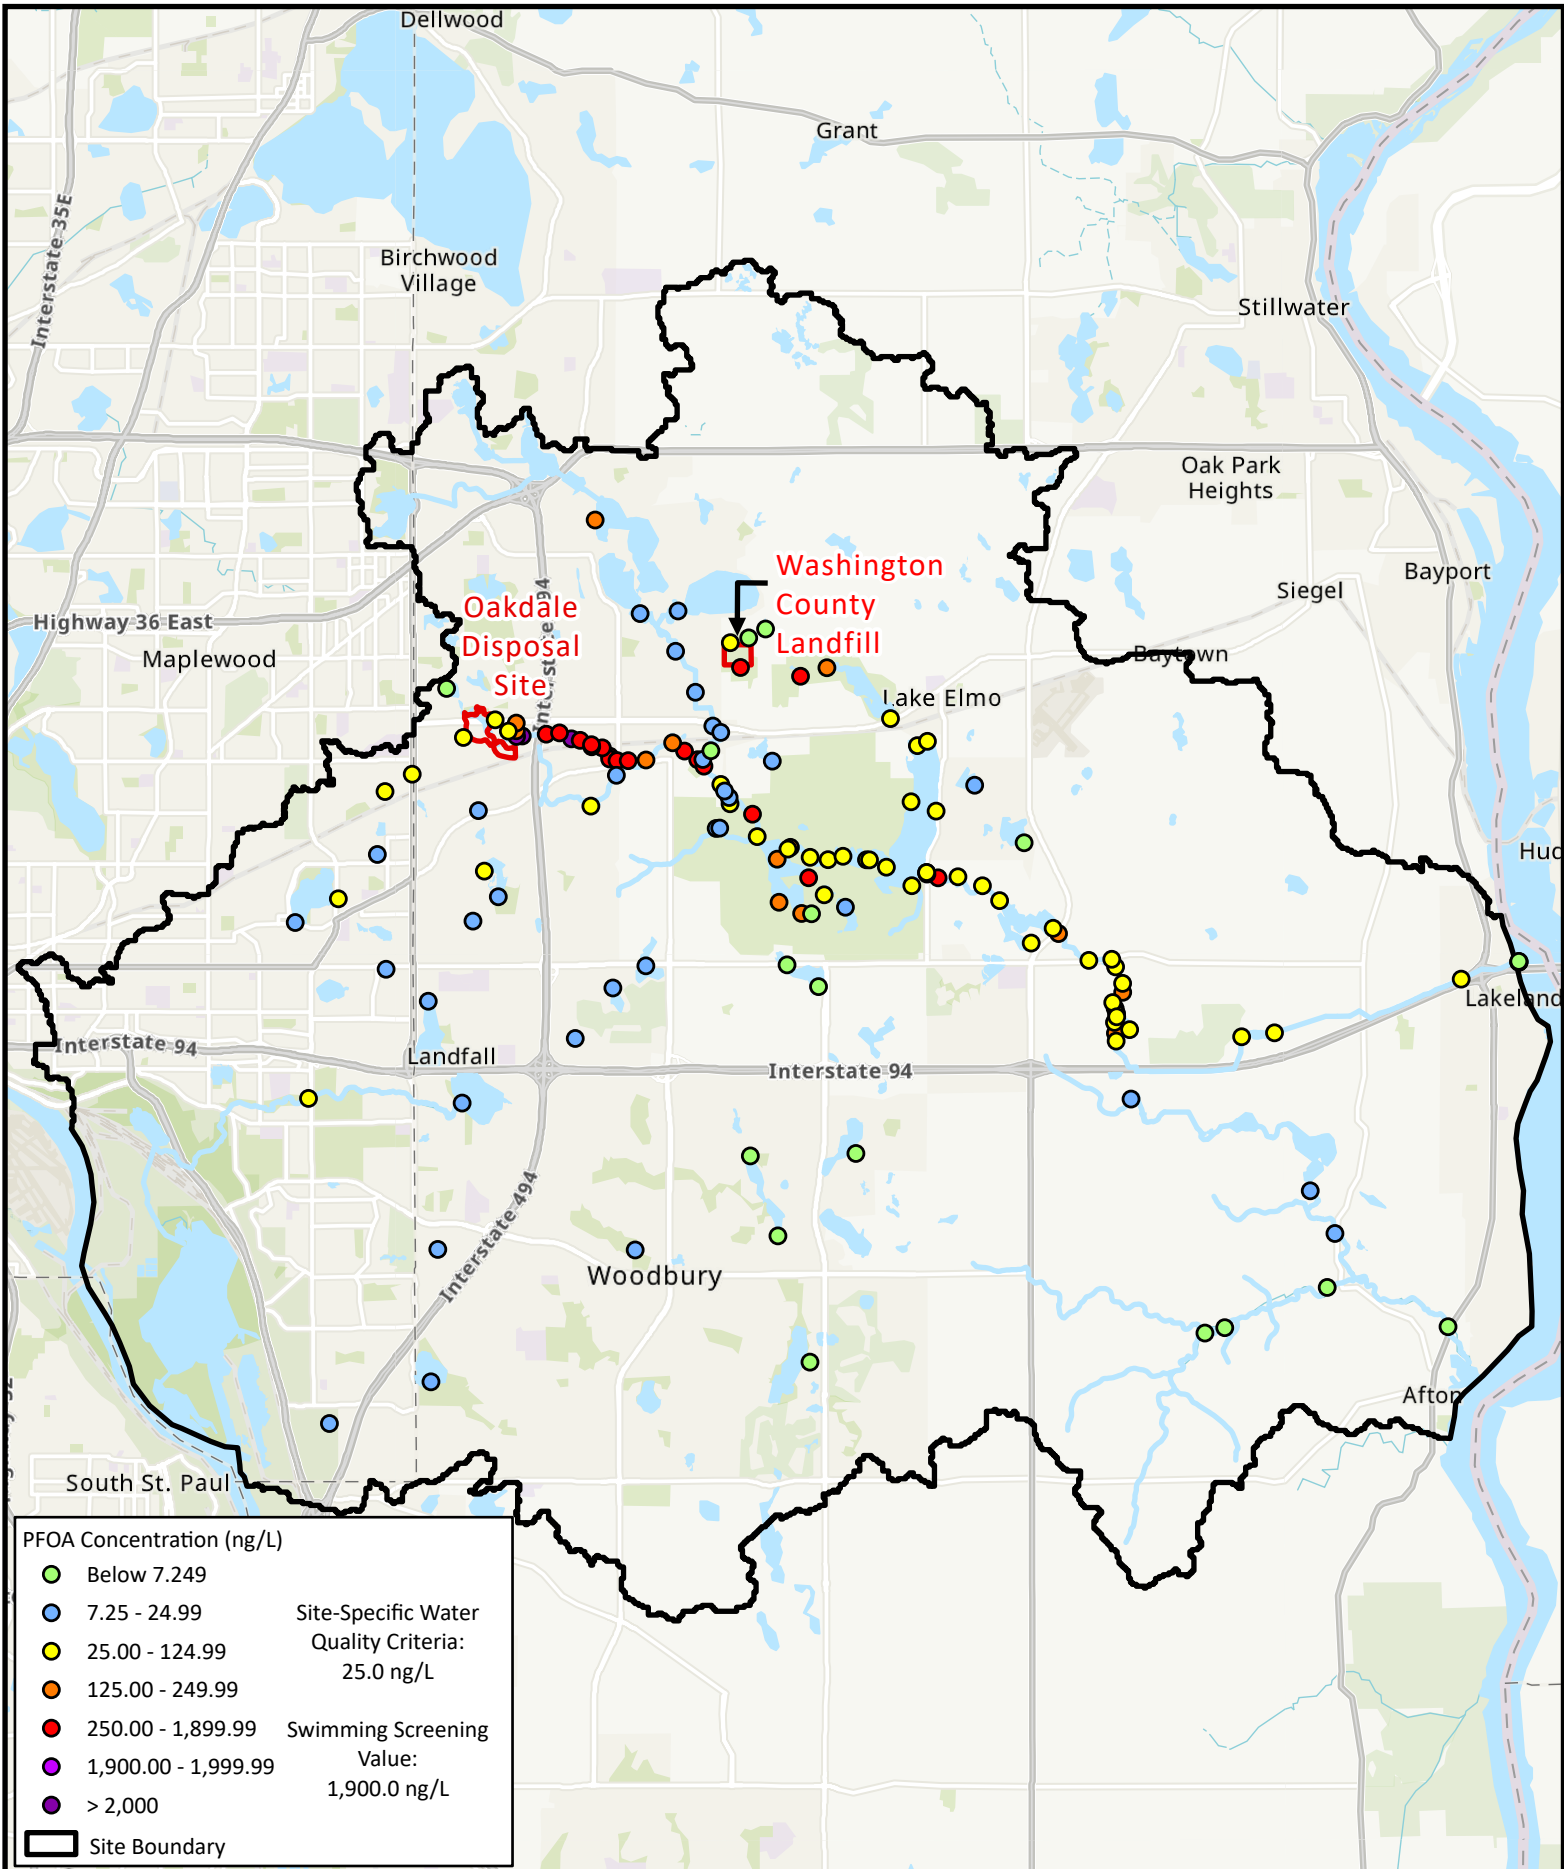 Dellwood
Grant
Interstate 35E
Birchwood
Village
Stillwater
Oak Park
Heights
Bayport
Siegel
Washington
County
Landfill
Oakdale
Disposal
Site
Highway 36 East
Maplewood
Baytown
Lake Elmo
Lakeland
Interstate 94
Landfall
Interstate 94
Interstate 494
Woodbury
Afton
South St. Paul
PFOA Concentration (ng/L)
Below 7.249
7.25 - 24.99
25.00 - 124.99
125.00 - 249.99
250.00 - 1,899.99
1,900.00 - 1,999.99
> 2,000
Site Boundary
Site-Specific Water
Quality Criteria:
25.0 ng/L
Swimming Screening
Value:
1,900.0 ng/L